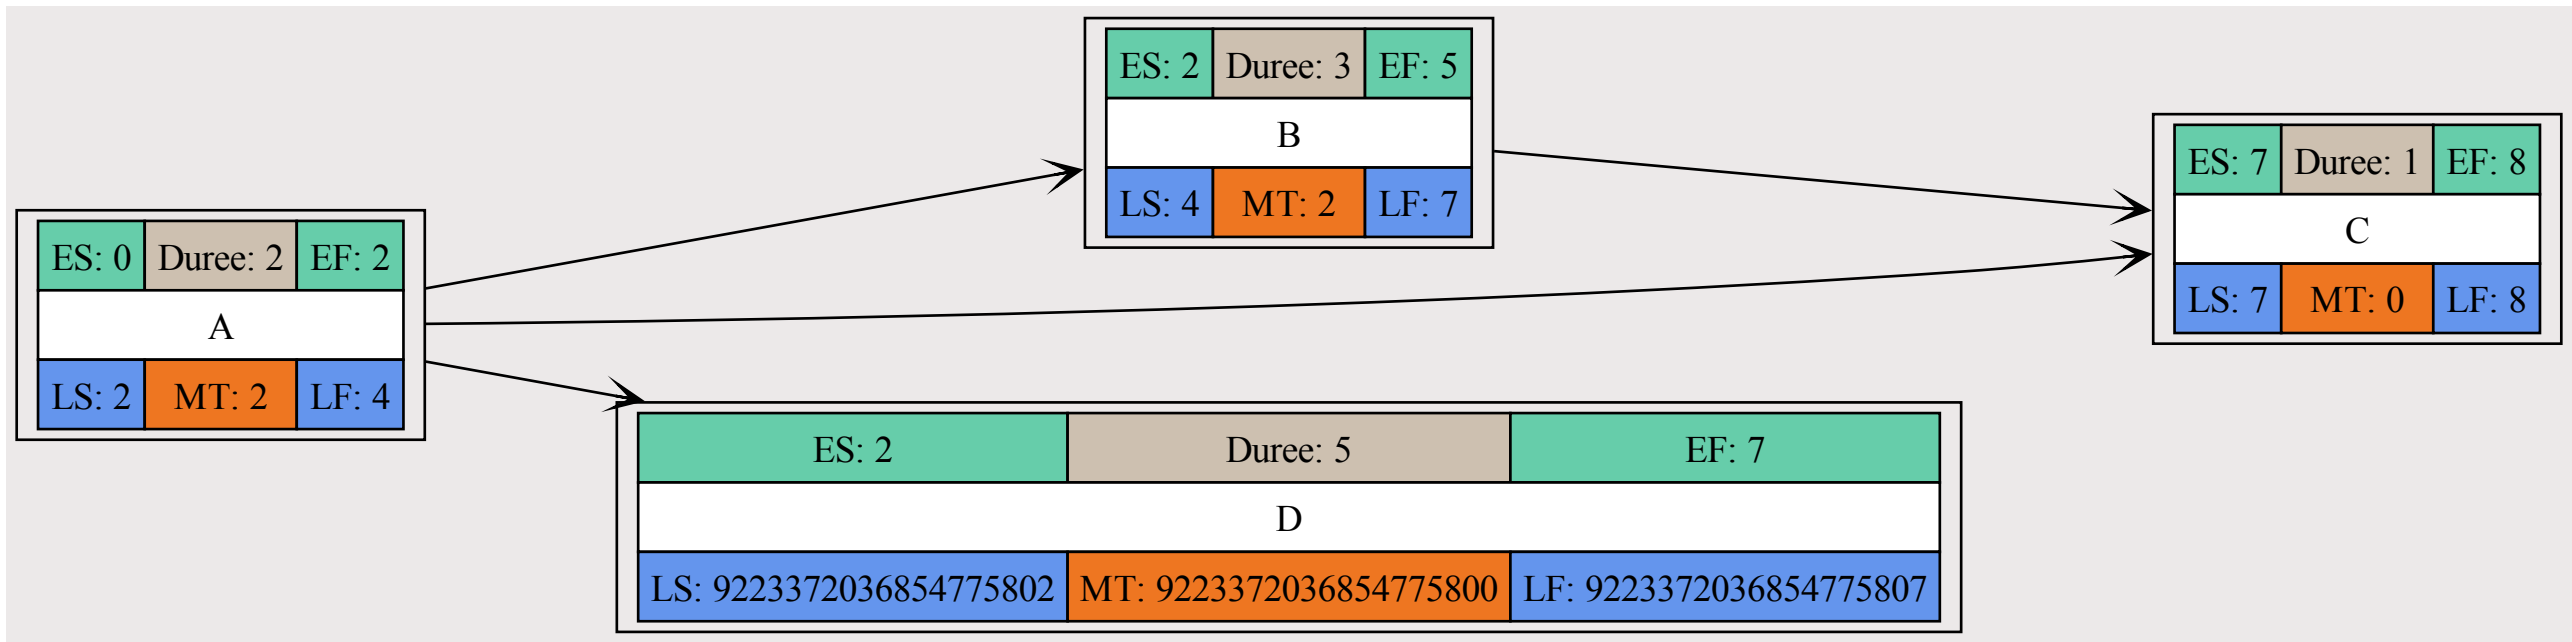 ES: 0 Duree: 2 EF: 2
A
LS: 2 MT: 2 LF: 4
ES: 2 Duree: 3 EF: 5
B
LS: 4 MT: 2 LF: 7
ES: 7 Duree: 1 EF: 8
C
LS: 7 MT: 0 LF: 8
ES: 2 Duree: 5 EF: 7
D
LS: 9223372036854775802 MT: 9223372036854775800 LF: 9223372036854775807